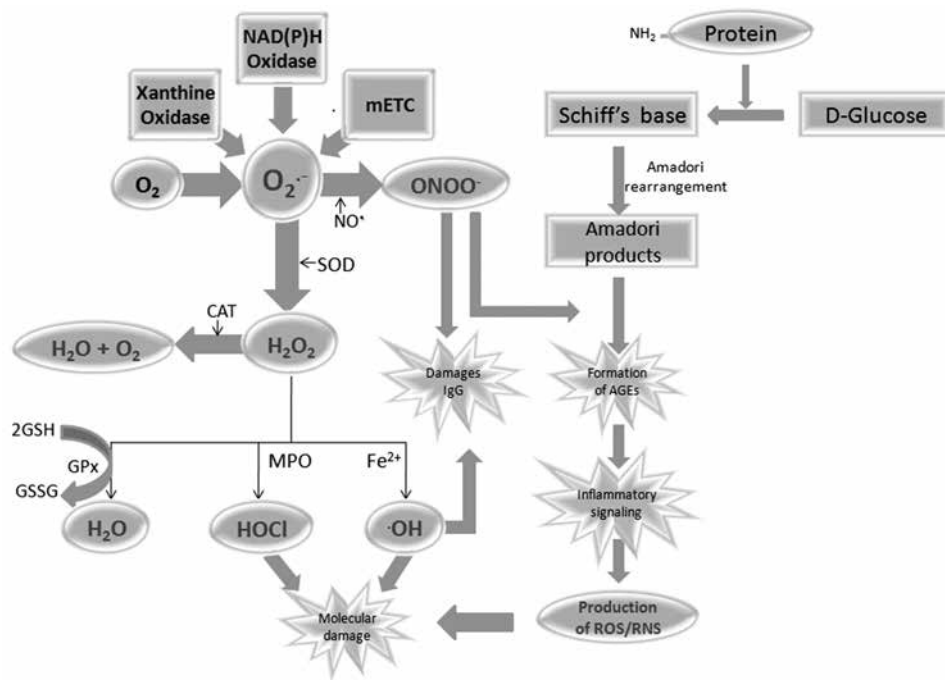 NAD(P)H
Oxidase
Xanthine
Oxidase
mETC
O₂
O₂·⁻
ONOO⁻
NO•
SOD
CAT
H₂O + O₂
H₂O₂
2GSH
GPx
GSSG
MPO
Fe²⁺
H₂O
HOCl
·OH
Damages
IgG
Molecular
damage
NH₂
Protein
Schiff's base
D-Glucose
Amadori
rearrangement
Amadori
products
Formation
of AGEs
Inflammatory
signaling
Production
of ROS/RNS